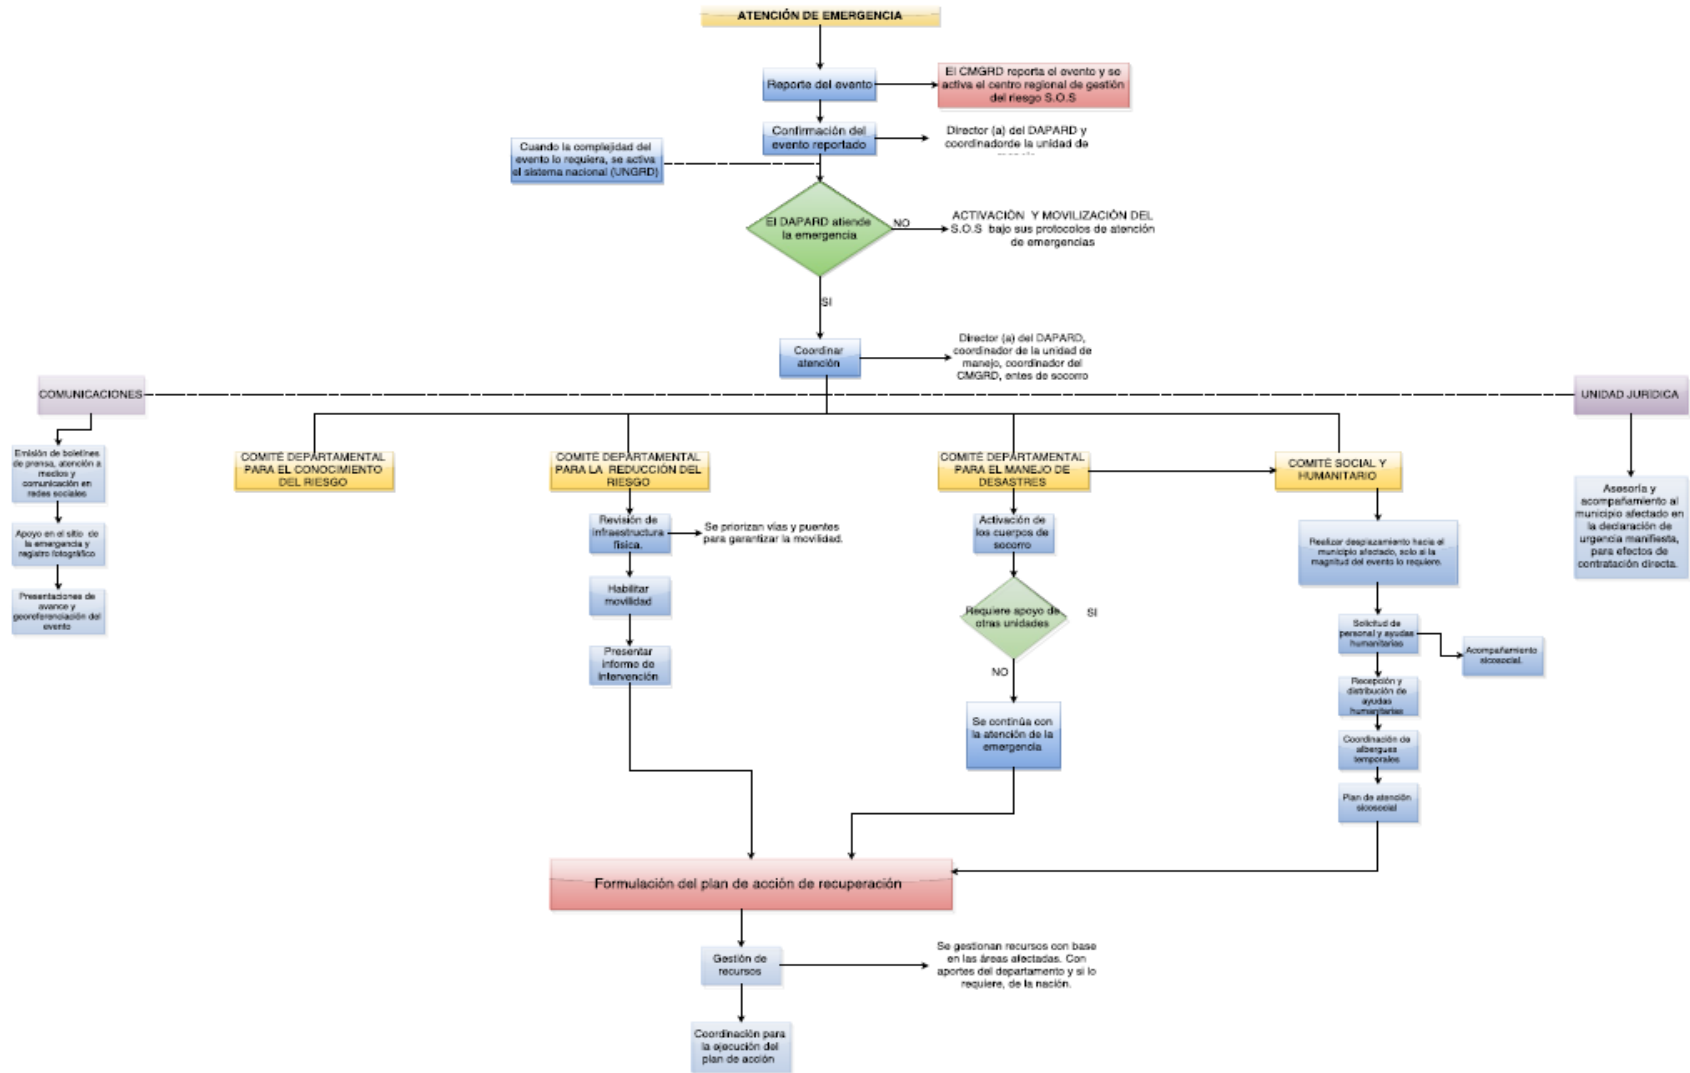 ATENCIÓN DE EMERGENCIA
Reporte del evento
El CMGRD reporta el evento y se
activa el centro regional de gestión
del riesgo S.O.S
Confirmación del
evento reportado
Director (a) del DAPARD y
coordinadorde la unidad de
Cuando la complejidad del
evento lo requiera, se activa
el sistema nacional (UNGRD)
El DAPARD atiende
la emergencia
NO
ACTIVACIÓN Y MOVILIZACIÓN DEL
S.O.S bajo sus protocolos de atención
de emergencias
SI
Coordinar
atención
Director (a) del DAPARD,
coordinador de la unidad de
manejo, coordinador del
CMGRD, entes de socorro
COMUNICACIONES
UNIDAD JURÍDICA
Emisión de boletines
de prensa, atención a
medios y
comunicación en
redes sociales
Apoyo en el sitio de
la emergencia y
registro fotográfico
Presentaciones de
avance y
georeferenciación del
evento
COMITÉ DEPARTAMENTAL
PARA EL CONOCIMIENTO
DEL RIESGO
COMITÉ DEPARTAMENTAL
PARA LA REDUCCIÓN DEL
RIESGO
Revisión de
infraestructura
física.
Se priorizan vías y puentes
para garantizar la movilidad.
Habilitar
movilidad
Presentar
informe de
intervención
COMITÉ DEPARTAMENTAL
PARA EL MANEJO DE
DESASTRES
Activación de
los cuerpos de
socorro
Requiere apoyo de
otras unidades
SI
NO
Se continúa con
la atención de la
emergencia
COMITÉ SOCIAL Y
HUMANITARIO
Realizar desplazamiento hacia el
municipio afectado, solo si la
magnitud del evento lo requiere.
Solicitud de
personal y ayudas
humanitarias
Acompañamiento
sicosocial.
Recepción y
distribución de
ayudas
humanitarias
Coordinación de
albergues
temporales
Plan de atención
sicosocial
Asesoría y
acompañamiento al
municipio afectado en
la declaración de
urgencia manifiesta,
para efectos de
contratación directa.
Formulación del plan de acción de recuperación
Gestión de
recursos
Se gestionan recursos con base
en las áreas afectadas. Con
aportes del departamento y si lo
requiere, de la nación.
Coordinación para
la ejecución del
plan de acción